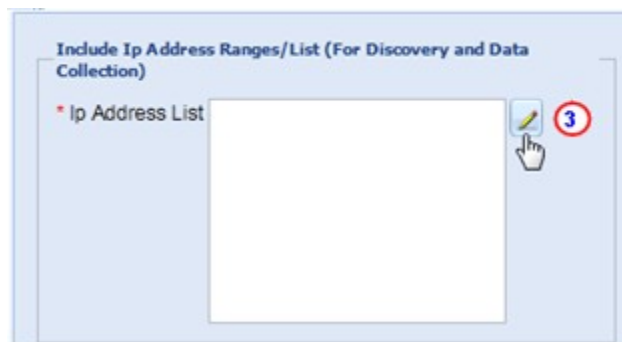 Include Ip Address Ranges/List (For Discovery and Data
Collection)
* Ip Address List
3